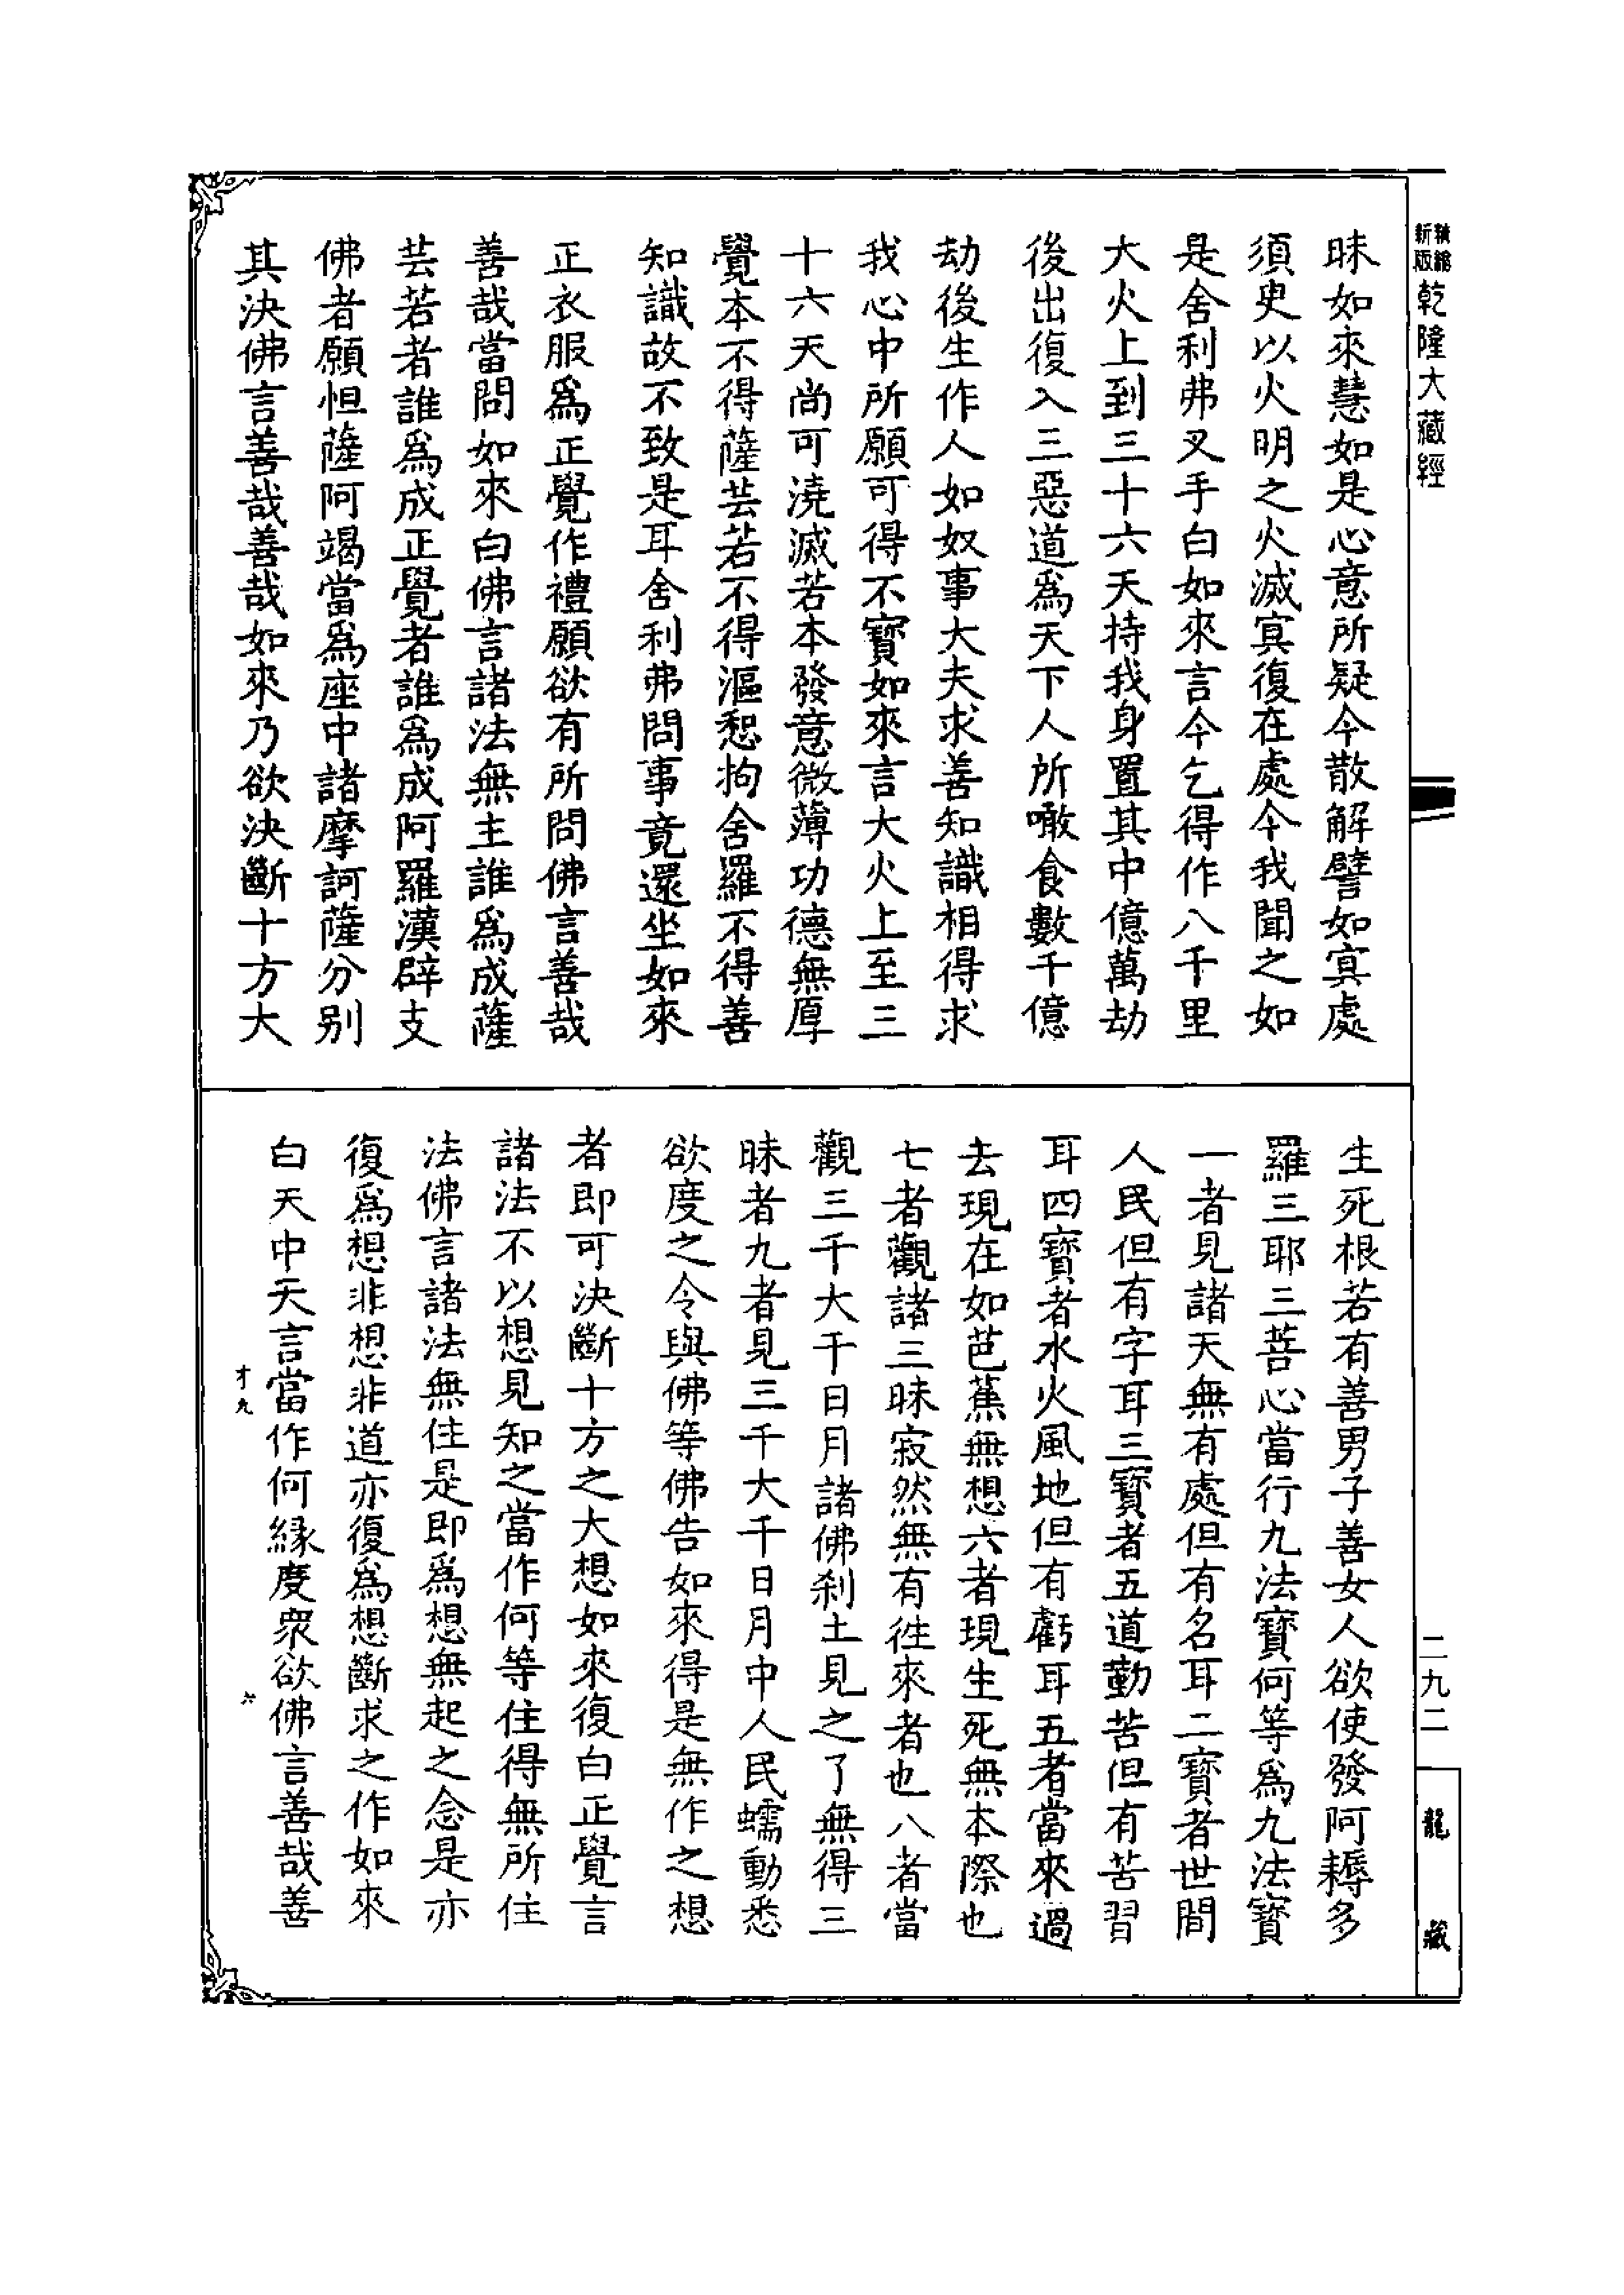 精縮新版乾隆大藏經
昧如來慧如是心意所疑今散解譬如㝠處
須臾以火明之火滅㝠復在處今我聞之如
是舍利弗叉手白如來言今乞得作八千里
大火上到三十六天持我身置其中億萬劫
後出復入三惡道爲天下人所噉食數千億
劫後生作人如奴事大夫求善知識相得求
我心中所願可得不寶如來言大火上至三
十六天尚可澆滅若本發意微薄功德無厚
覺本不得薩芸若不得漚惒拘舍羅不得善
知識故不致是耳舍利弗問事竟還坐如來
正衣服爲正覺作禮願欲有所問佛言善哉
善哉當問如來白佛言諸法無主誰爲成薩
芸若者誰爲成正覺者誰爲成阿羅漢辟支
佛者願怛薩阿竭當爲座中諸摩訶薩分别
其決佛言善哉善哉如來乃欲決斷十方大
生死根若有善男子善女人欲使發阿耨多
羅三耶三菩心當行九法寶何等爲九法寶
一者見諸天無有處但有名耳二寶者世間
人民但有字耳三寶者五道勤苦但有苦習
耳四寶者水火風地但有虧耳五者當來過
去現在如芭蕉無想六者現生死無本際也
七者觀諸三昧寂然無有往來者也八者當
觀三千大千日月諸佛刹土見之了無得三
昧者九者見三千大千日月中人民蠕動悉
欲度之令與佛等佛告如來得是無作之想
者即可決斷十方之大想如來復白正覺言
諸法不以想見知之當作何等住得無所住
法佛言諸法無住是即爲想無起之念是亦
復爲想非想非道亦復爲想斷求之作如來
白天中天言當作何緣度衆欲佛言善哉善
才九 六
二九二
龍藏